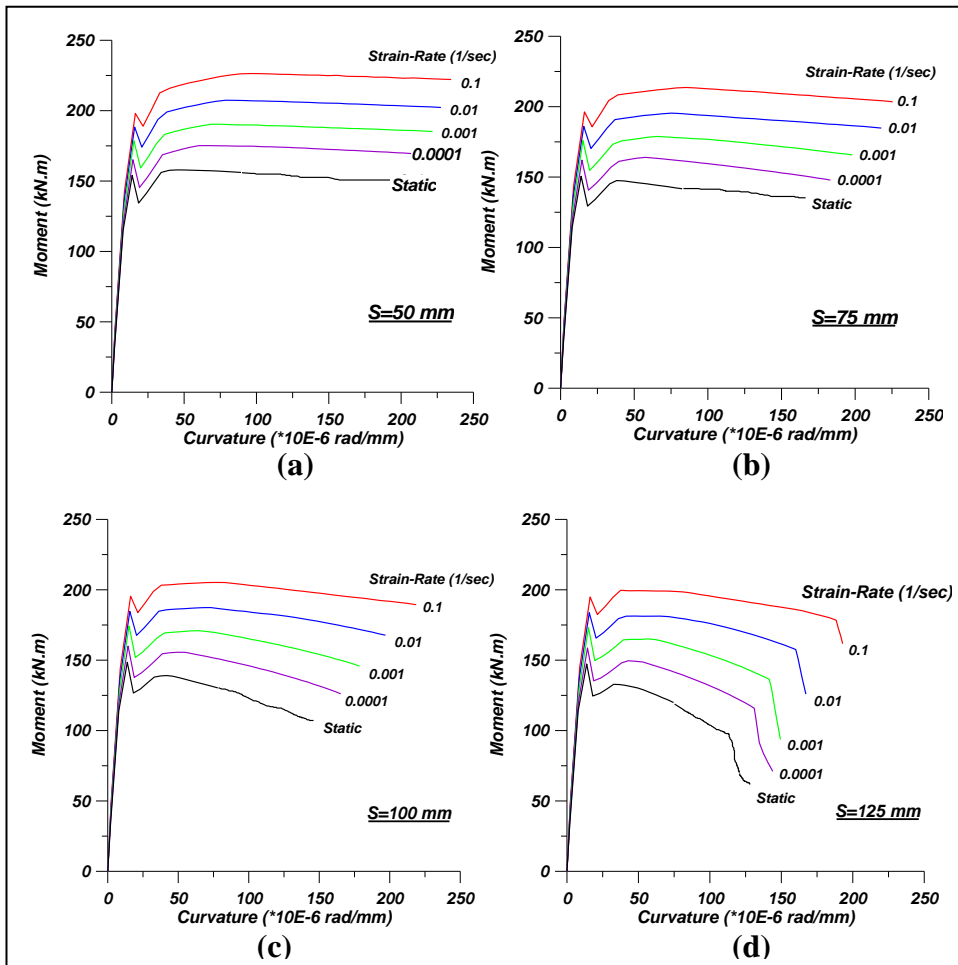 250
200
150
100
50
0
Moment (kN.m)
Strain-Rate (1/sec)
0.1
0.01
0.001
0.0001
Static
S=50 mm
0 50 100 150 200 250
Curvature (*10E-6 rad/mm)
(a)
250
200
150
100
50
0
Moment (kN.m)
Strain-Rate (1/sec)
0.1
0.01
0.001
0.0001
Static
S=75 mm
0 50 100 150 200 250
Curvature (*10E-6 rad/mm)
(b)
250
200
150
100
50
0
Moment (kN.m)
Strain-Rate (1/sec)
0.1
0.01
0.001
0.0001
Static
S=100 mm
0 50 100 150 200 250
Curvature (*10E-6 rad/mm)
(c)
250
200
150
100
50
0
Moment (kN.m)
Strain-Rate (1/sec)
0.1
0.01
0.001
0.0001
Static
S=125 mm
0 50 100 150 200 250
Curvature (*10E-6 rad/mm)
(d)